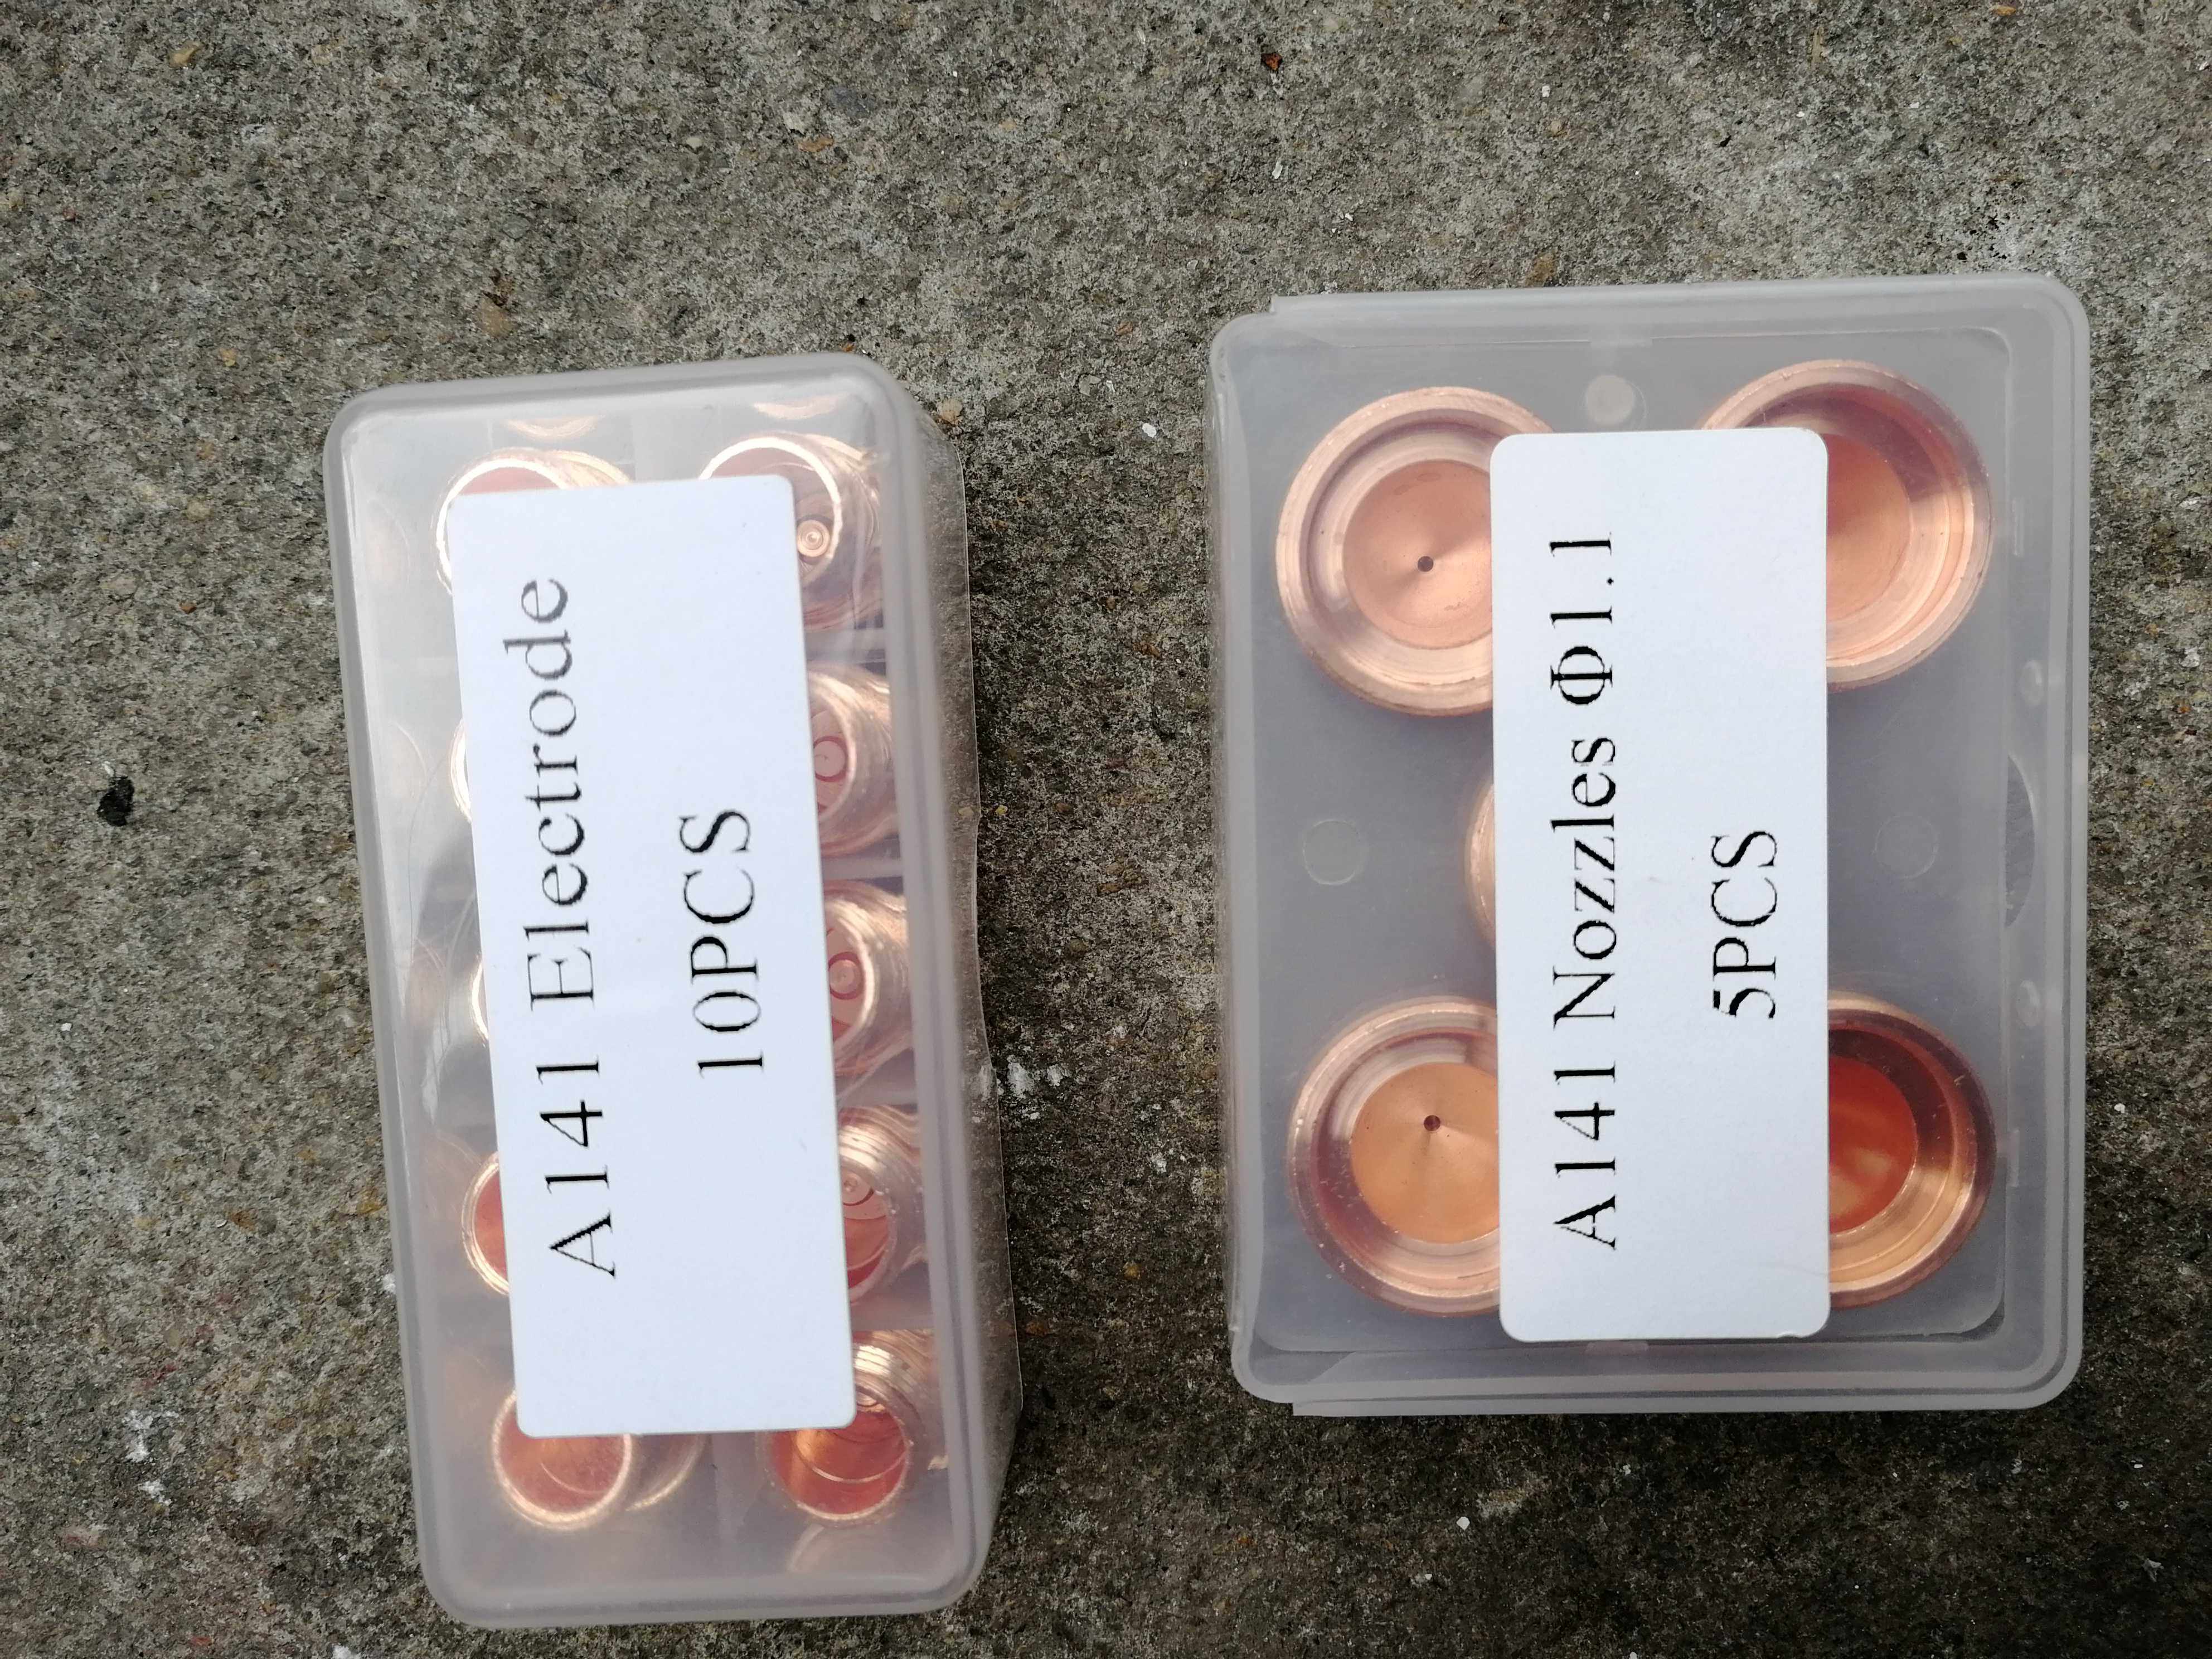 A141 Electrode
10PCS
A141 Nozzles Φ1.1
5PCS